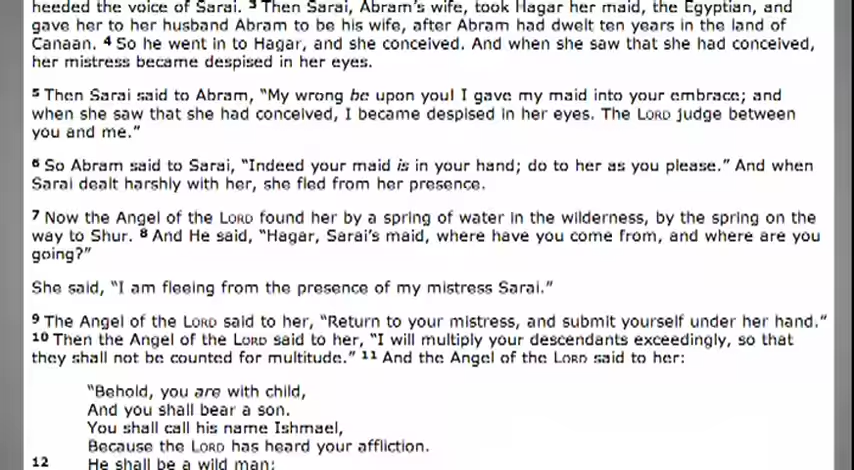 heeded the voice of Sarai. 3 Then Sarai, Abram's wife, took Hagar her maid, the Egyptian, and
gave her to her husband Abram to be his wife, after Abram had dwelt ten years in the land of
Canaan. 4 So he went in to Hagar, and she conceived. And when she saw that she had conceived,
her mistress became despised in her eyes.
5 Then Sarai said to Abram, "My wrong be upon you! I gave my maid into your embrace; and
when she saw that she had conceived, I became despised in her eyes. The LORD judge between
you and me."
6 So Abram said to Sarai, "Indeed your maid is in your hand; do to her as you please." And when
Sarai dealt harshly with her, she fled from her presence.
7 Now the Angel of the LORD found her by a spring of water in the wilderness, by the spring on the
way to Shur. 8 And He said, "Hagar, Sarai's maid, where have you come from, and where are you
going?"
She said, "I am fleeing from the presence of my mistress Sarai."
9 The Angel of the LORD said to her, "Return to your mistress, and submit yourself under her hand."
10 Then the Angel of the LORD said to her, "I will multiply your descendants exceedingly, so that
they shall not be counted for multitude." 11 And the Angel of the LORD said to her:
"Behold, you are with child,
And you shall bear a son.
You shall call his name Ishmael,
Because the LORD has heard your affliction.
12 He shall be a wild man;